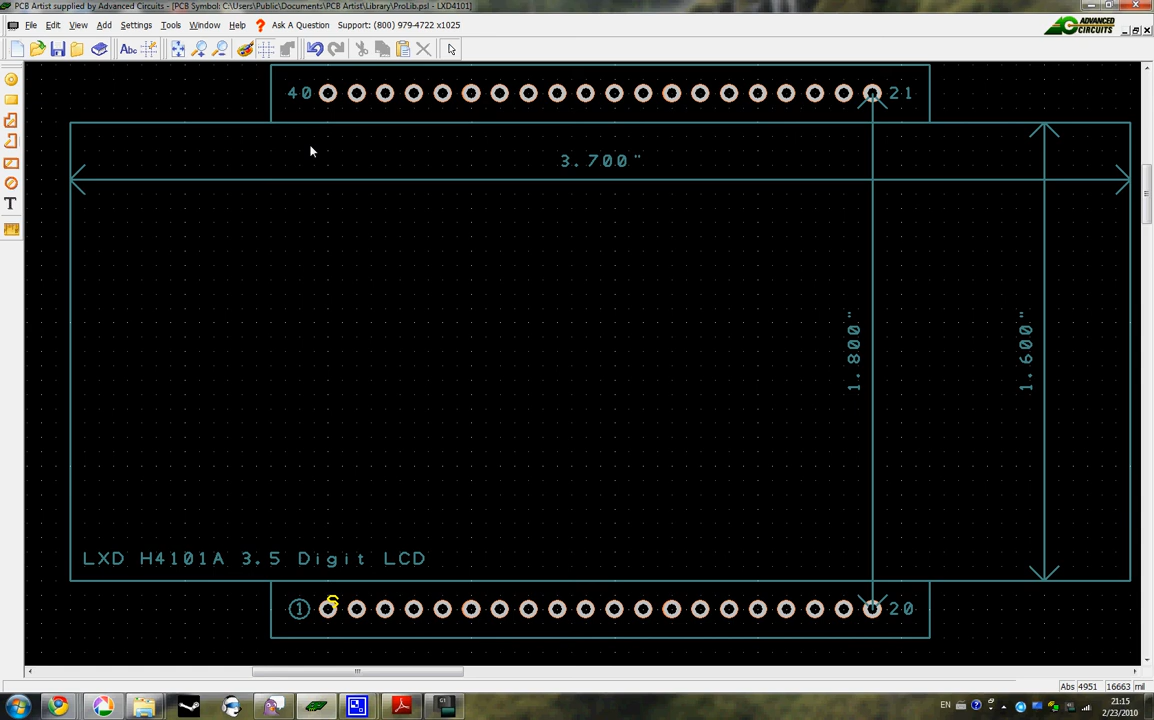 PCB Artist supplied by Advanced Circuits - [PCB Symbol: C:\Users\Public\Documents\PCB Artist\Library\ProLib.psl - LXD4101]
File Edit View Add Settings Tools Window Help ? Ask A Question Support: (800) 979-4722 x1025
ADVANCED
CIRCUITS
Abc
T
40
21
3.700"
1.800"
1.600"
LXD H4101A 3.5 Digit LCD
1
S
20
Abs 4951 16663 mil
EN
21:15
2/23/2010